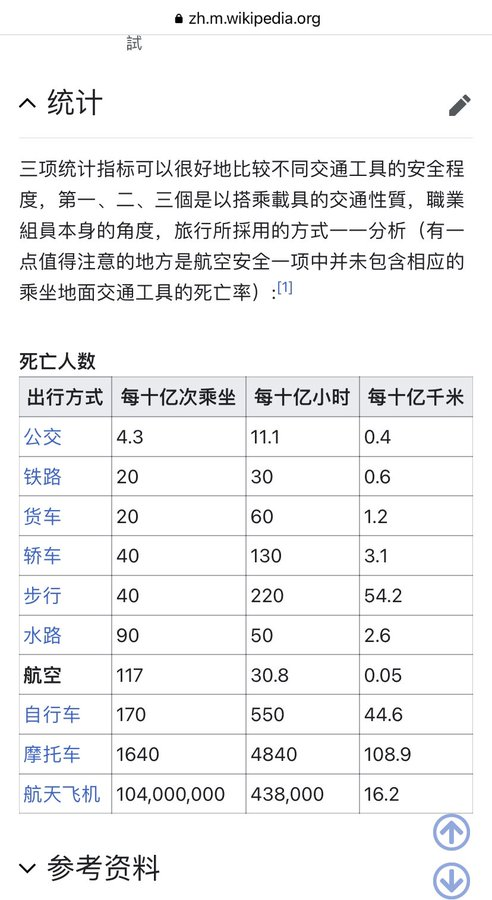 zh.m.wikipedia.org
試
统计
三项统计指标可以很好地比较不同交通工具的安全程
度，第一、二、三個是以搭乘載具的交通性質，職業
組員本身的角度，旅行所採用的方式一一分析（有一
点值得注意的地方是航空安全一项中并未包含相应的
乘坐地面交通工具的死亡率）:[1]
死亡人数
出行方式 每十亿次乘坐 每十亿小时 每十亿千米
公交 4.3 11.1 0.4
铁路 20 30 0.6
货车 20 60 1.2
轿车 40 130 3.1
步行 40 220 54.2
水路 90 50 2.6
航空 117 30.8 0.05
自行车 170 550 44.6
摩托车 1640 4840 108.9
航天飞机 104,000,000 438,000 16.2
参考资料